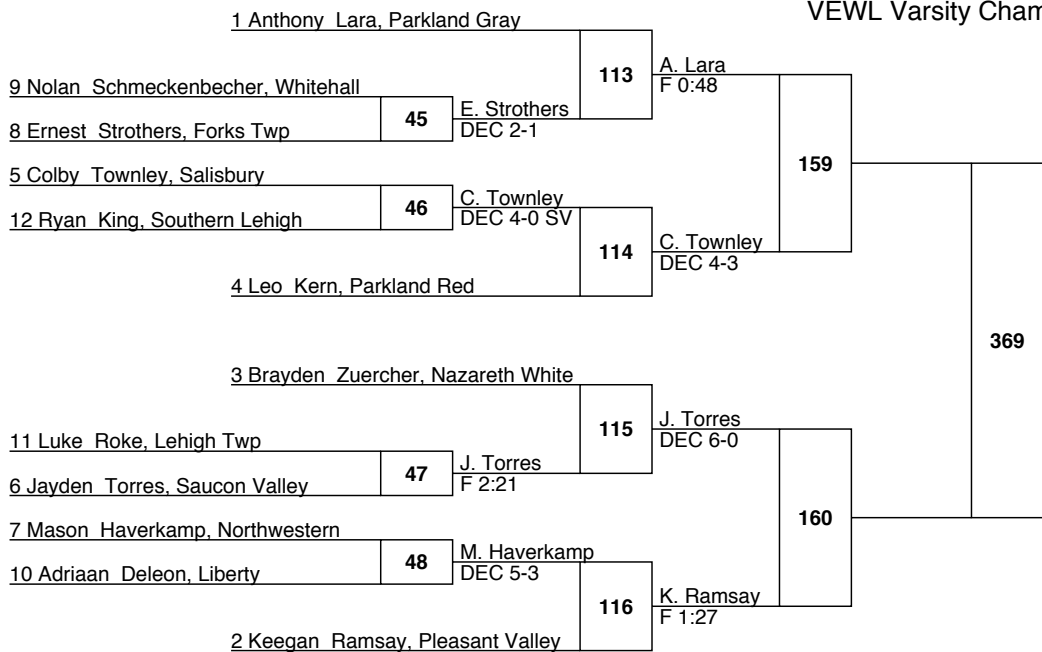 VEWL Varsity Cham
1 Anthony Lara, Parkland Gray
113
A. Lara
F 0:48
9 Nolan Schmeckenbecher, Whitehall
45
E. Strothers
DEC 2-1
8 Ernest Strothers, Forks Twp
159
5 Colby Townley, Salisbury
46
C. Townley
DEC 4-0 SV
12 Ryan King, Southern Lehigh
114
C. Townley
DEC 4-3
4 Leo Kern, Parkland Red
369
3 Brayden Zuercher, Nazareth White
115
J. Torres
DEC 6-0
11 Luke Roke, Lehigh Twp
47
J. Torres
F 2:21
6 Jayden Torres, Saucon Valley
160
7 Mason Haverkamp, Northwestern
48
M. Haverkamp
DEC 5-3
10 Adriaan Deleon, Liberty
116
K. Ramsay
F 1:27
2 Keegan Ramsay, Pleasant Valley